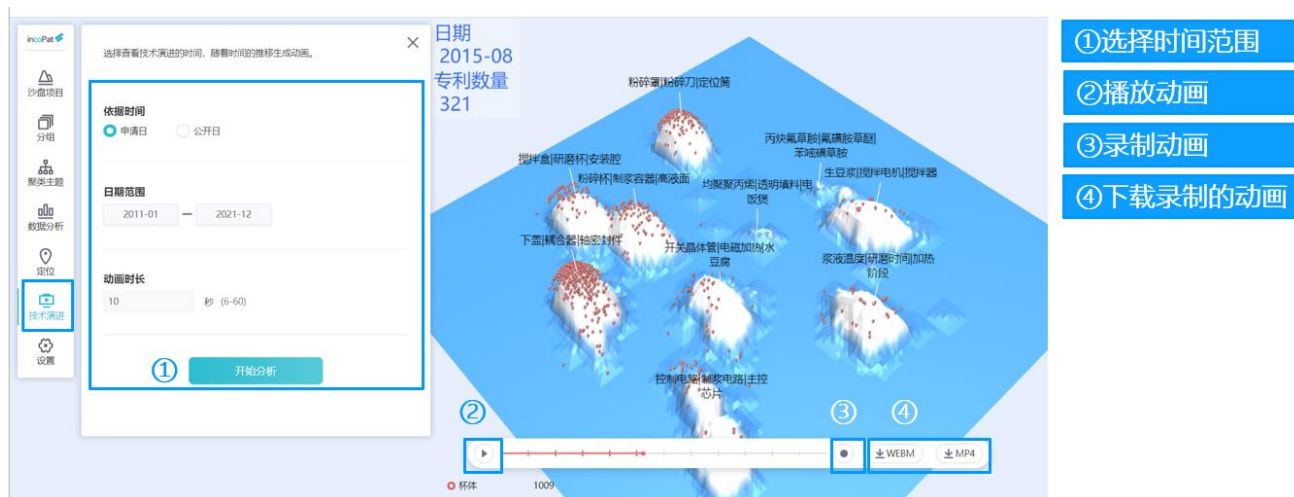 incoPat
沙盘项目
分组
聚类主题
数据分析
定位
技术演进
设置
选择查看技术演进的时间，随着时间的推移生成动画。
依据时间
申请日
公开日
日期范围
2011-01 — 2021-12
动画时长
10 秒 (6-60)
① 开始分析
日期
2015-08
专利数量
321
粉碎罩|粉碎刀|定位筒
丙炔氟草胺|氟磺胺草醚|
苯嘧磺草胺
搅拌盒|研磨杯|安装腔
粉碎杯|制浆容器|高液面
均聚聚丙烯|透明填料|电
饭煲
生豆浆|搅拌电机|搅拌器
下盖|耦合器|轴密封件
开关晶体管|电磁加热|水
豆腐
浆液温度|研磨时间|加热
阶段
控制电路|制浆电路|主控
芯片
②
③
④
WEBM
MP4
杯体 1009
①选择时间范围
②播放动画
③录制动画
④下载录制的动画